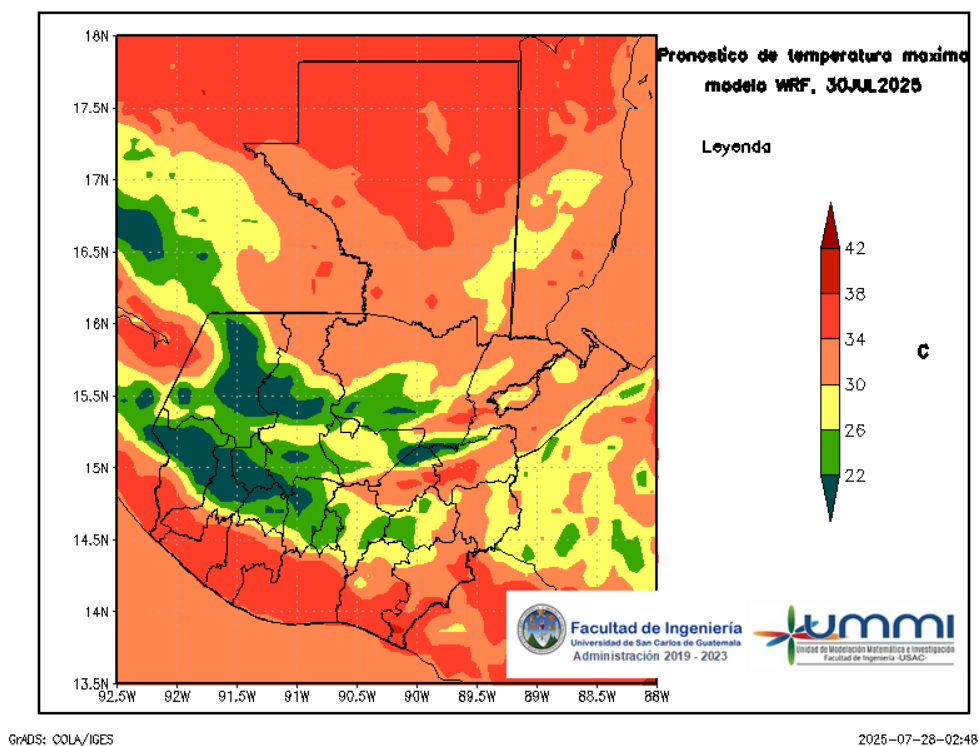 Pronostico de temperatura maxima
modelo WRF, 30JUL2025
Leyenda
42
38
34
30
26
22
C
18N
17.5N
17N
16.5N
16N
15.5N
15N
14.5N
14N
13.5N
92.5W 92W 91.5W 91W 90.5W 90W 89.5W 89W 88.5W 88W
Facultad de Ingeniería
Universidad de San Carlos de Guatemala
Administración 2019 - 2023
ummi
Unidad de Modelación Matemática e Investigación
Facultad de Ingeniería -USAC-
GrADS: COLA/IGES
2025-07-28-02:48